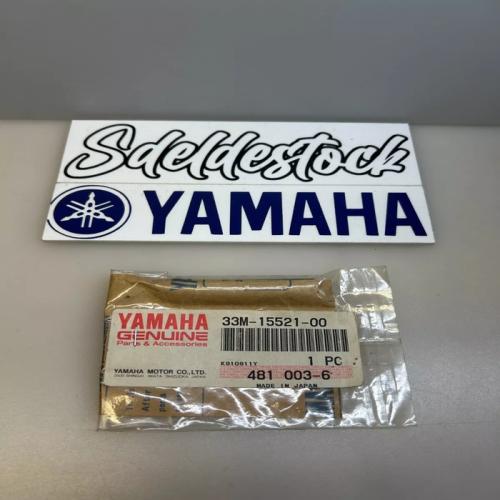 Sdeldestock
YAMAHA
YAMAHA
GENUINE
Parts & Accessories
33M-15521-00
K910911Y
1 PC
YAMAHA MOTOR CO., LTD.
481 003-6
MADE IN JAPAN